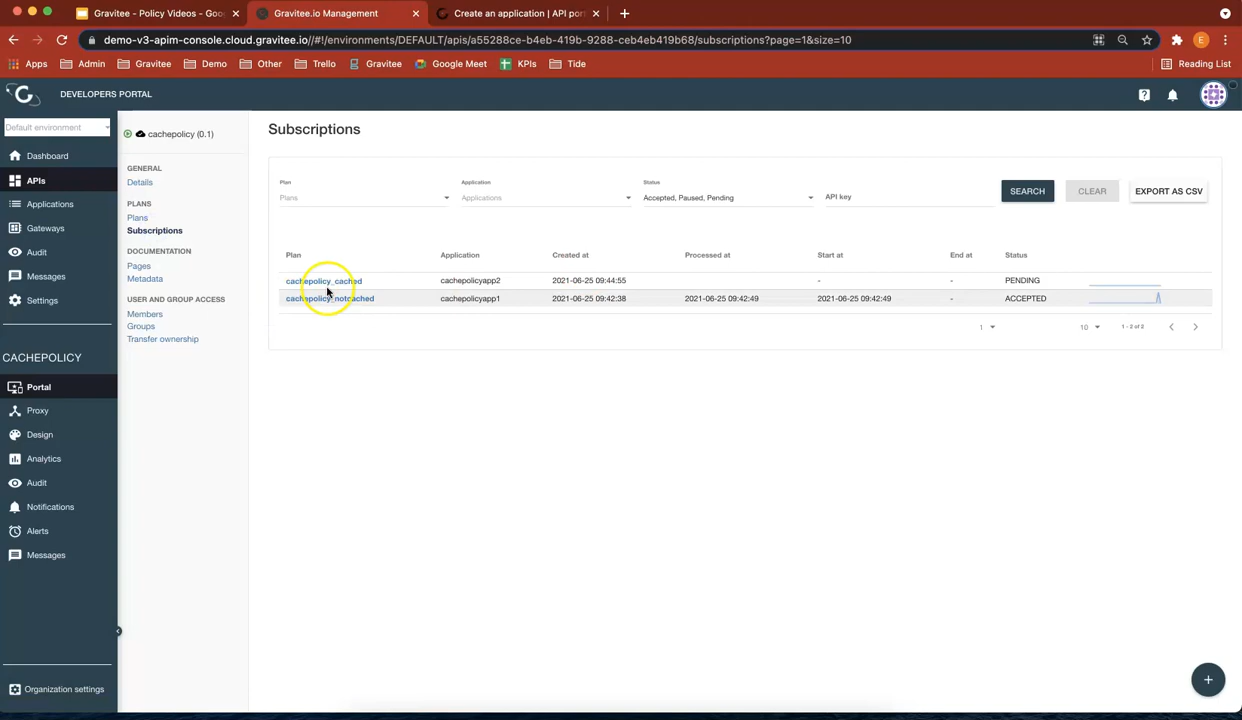 Gravitee - Policy Videos - Goo
Gravitee.io Management
Create an application | API por
demo-v3-apim-console.cloud.gravitee.io/#!/environments/DEFAULT/apis/a55288ce-b4eb-419b-9288-ceb4eb419b68/subscriptions?page=1&size=10
Apps Admin Gravitee Demo Other Trello Gravitee Google Meet KPIs Tide Reading List
E
DEVELOPERS PORTAL
Default environment
Dashboard
APIs
Applications
Gateways
Audit
Messages
Settings
CACHEPOLICY
Portal
Proxy
Design
Analytics
Audit
Notifications
Alerts
Messages
Organization settings
cachepolicy (0.1)
GENERAL
Details
PLANS
Plans
Subscriptions
DOCUMENTATION
Pages
Metadata
USER AND GROUP ACCESS
Members
Groups
Transfer ownership
Subscriptions
Plan Application Status
Plans Applications Accepted, Paused, Pending API key SEARCH CLEAR EXPORT AS CSV
Plan Application Created at Processed at Start at End at Status
cachepolicy_cached cachepolicyapp2 2021-06-25 09:44:55 - - PENDING
cachepolicy_notcached cachepolicyapp1 2021-06-25 09:42:38 2021-06-25 09:42:49 2021-06-25 09:42:49 - ACCEPTED
1 10 1 - 2 of 2